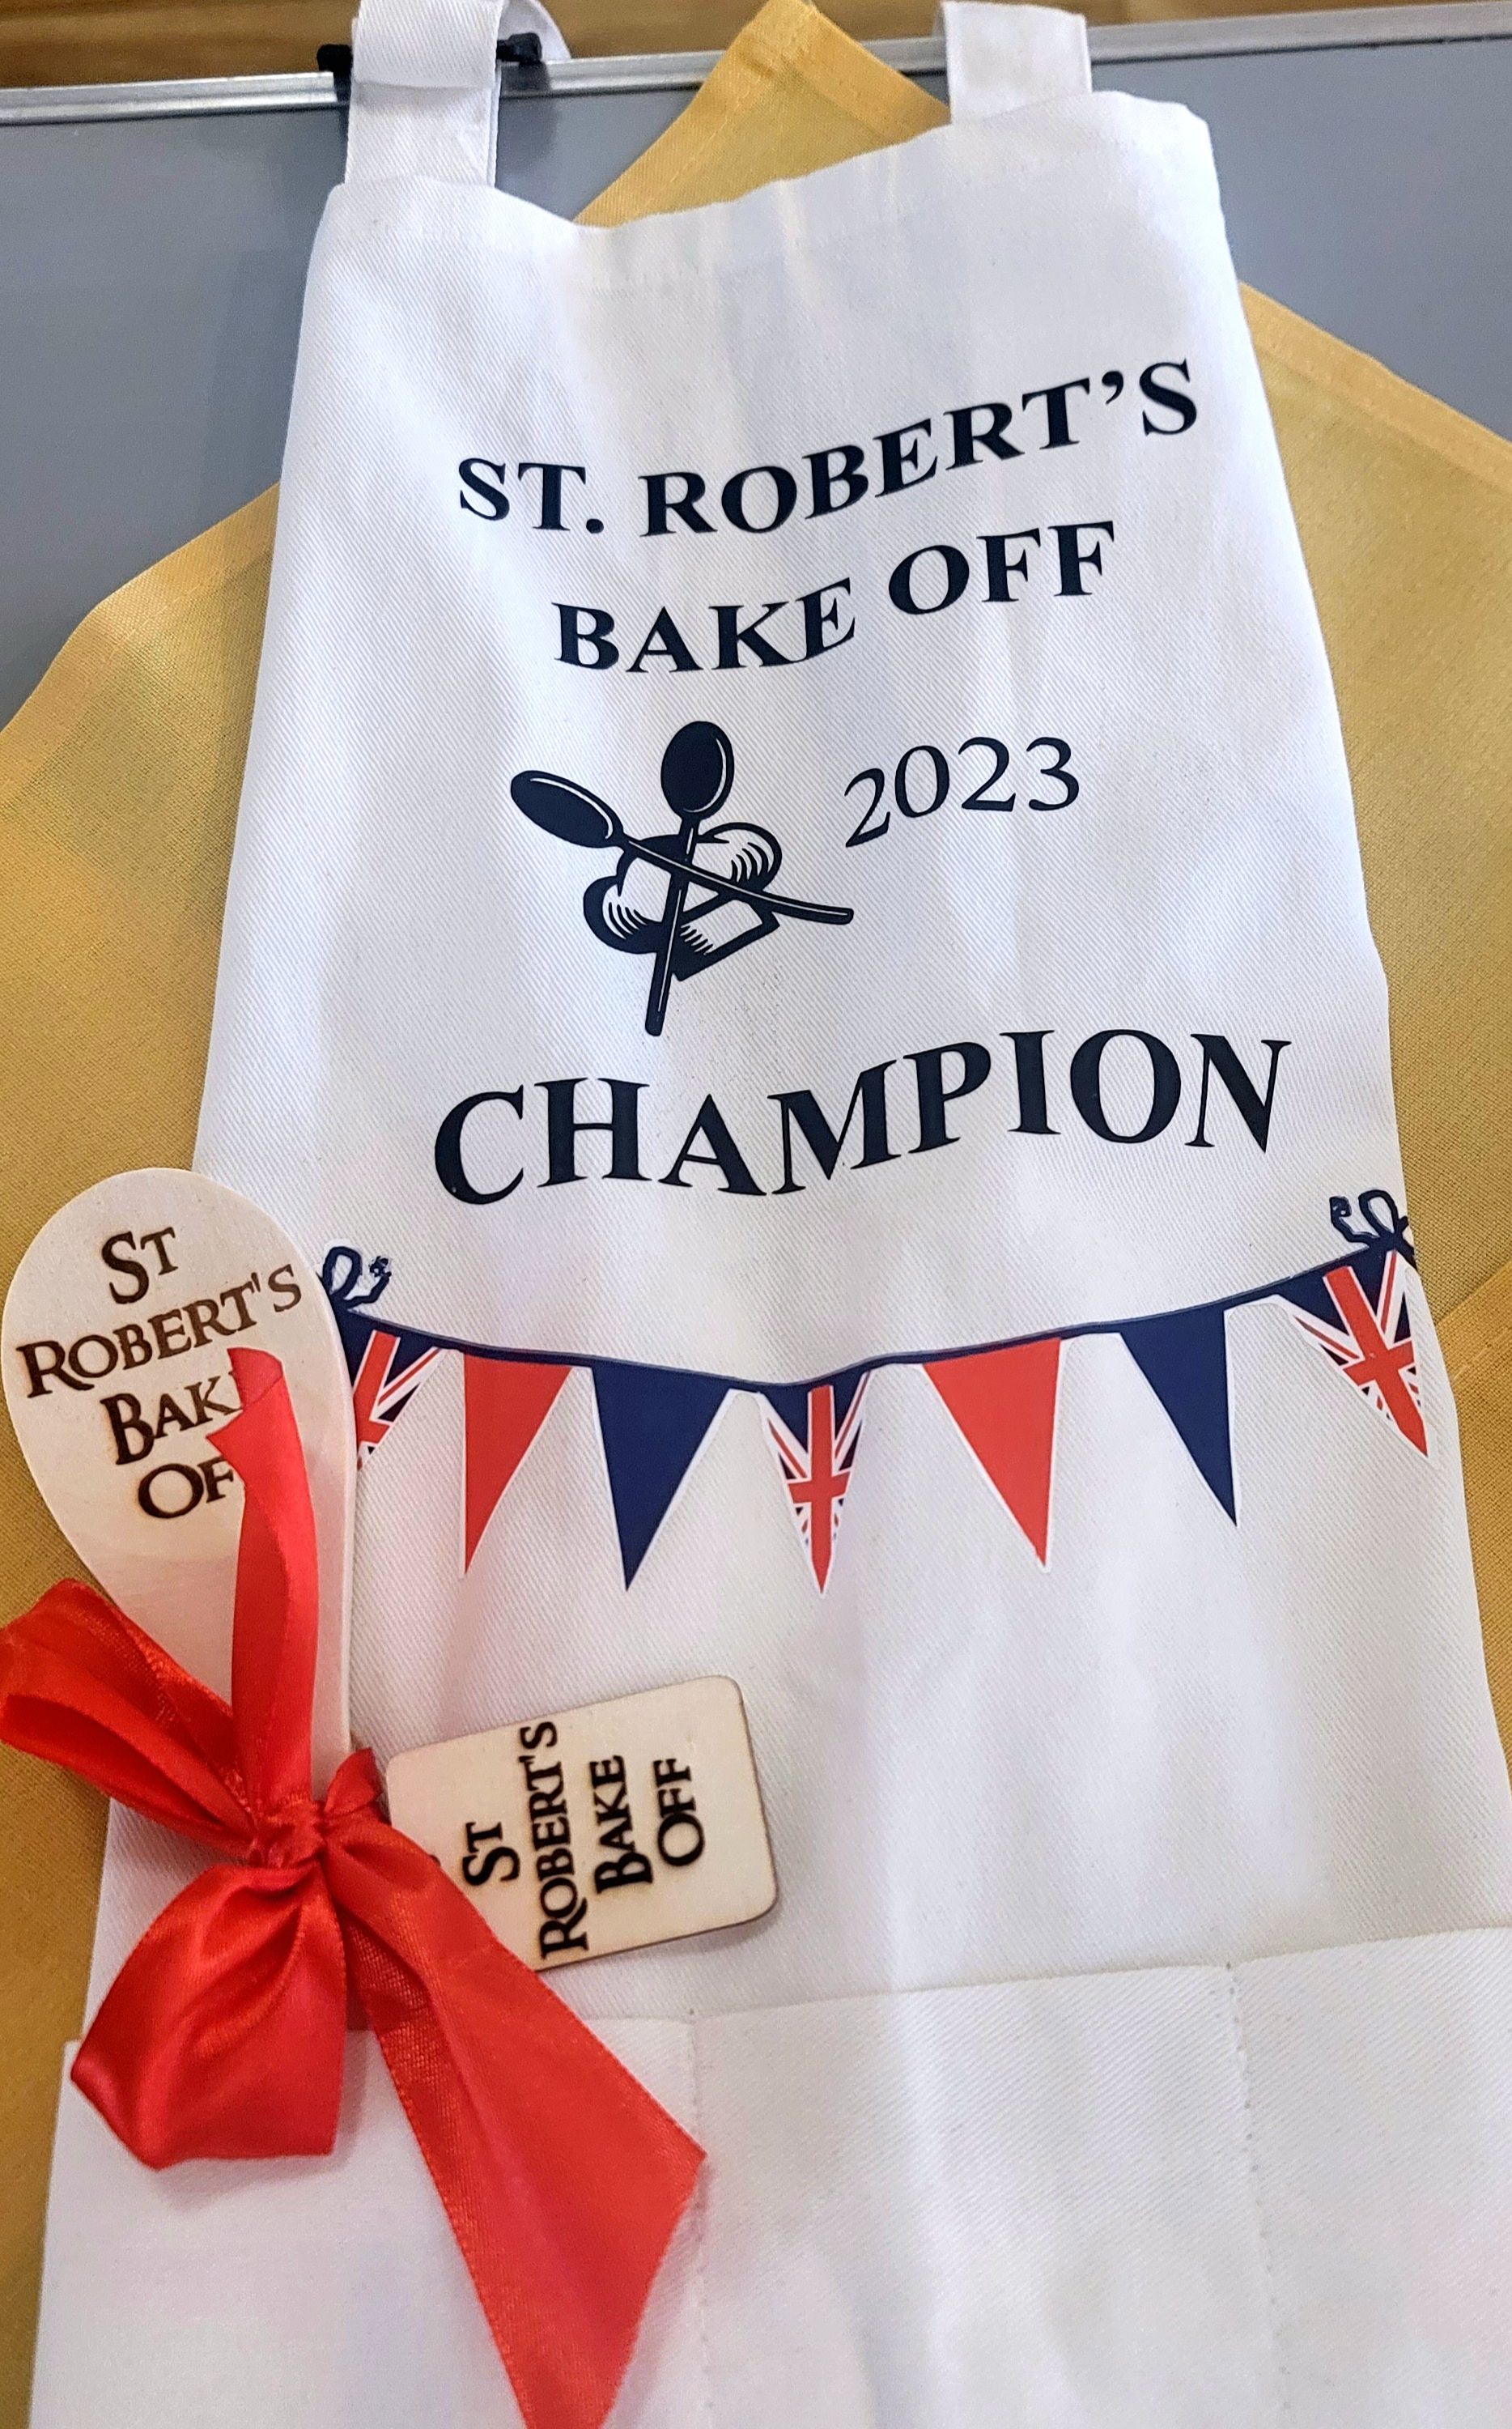 ST. ROBERT’S
BAKE OFF
2023
CHAMPION
ST
ROBERT'S
BAK
OF
ST
ROBERT'S
BAKE
OFF